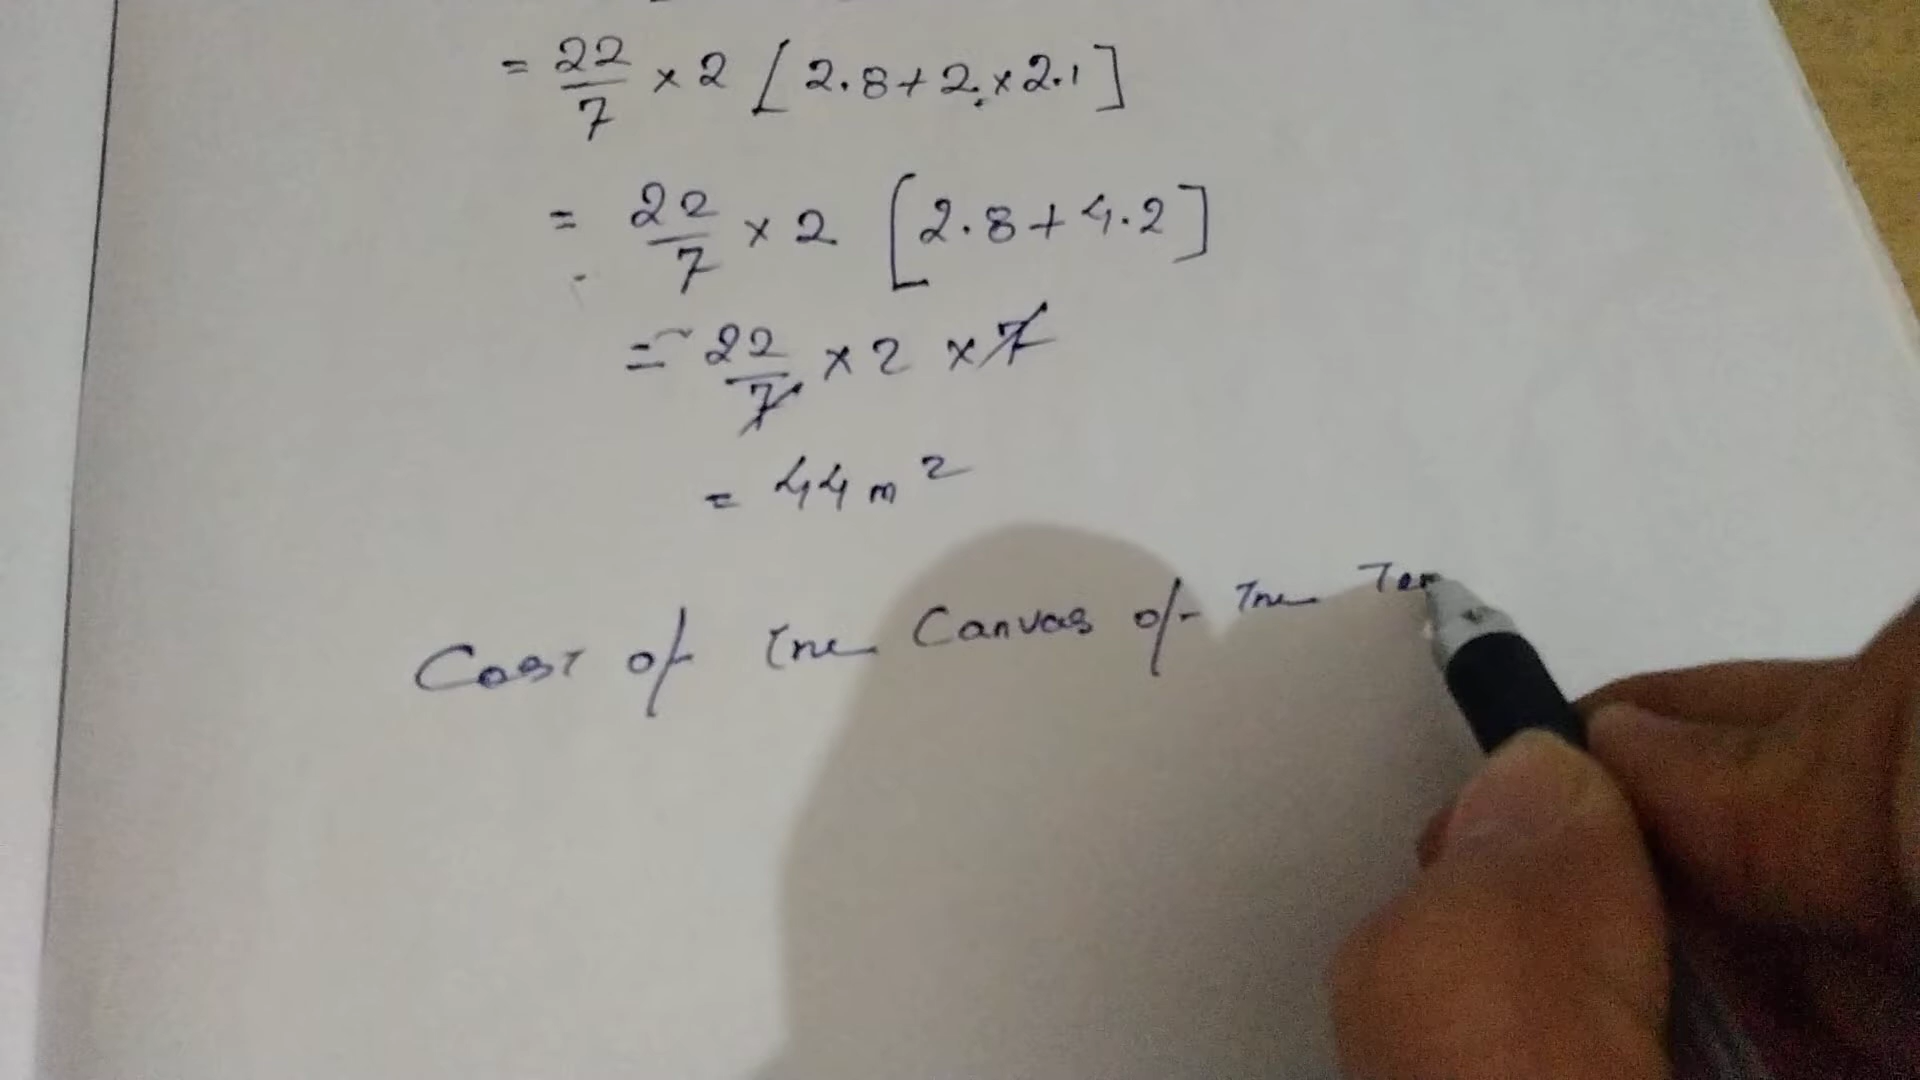 = 22/7 × 2 [2.8 + 2 × 2.1]
= 22/7 × 2 [2.8 + 4.2]
= 22/7 × 2 × 7
= 44 m²
Cost of the Canvas of the Ten